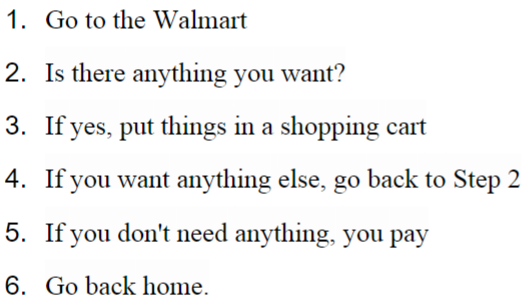 1. Go to the Walmart
2. Is there anything you want?
3. If yes, put things in a shopping cart
4. If you want anything else, go back to Step 2
5. If you don't need anything, you pay
6. Go back home.